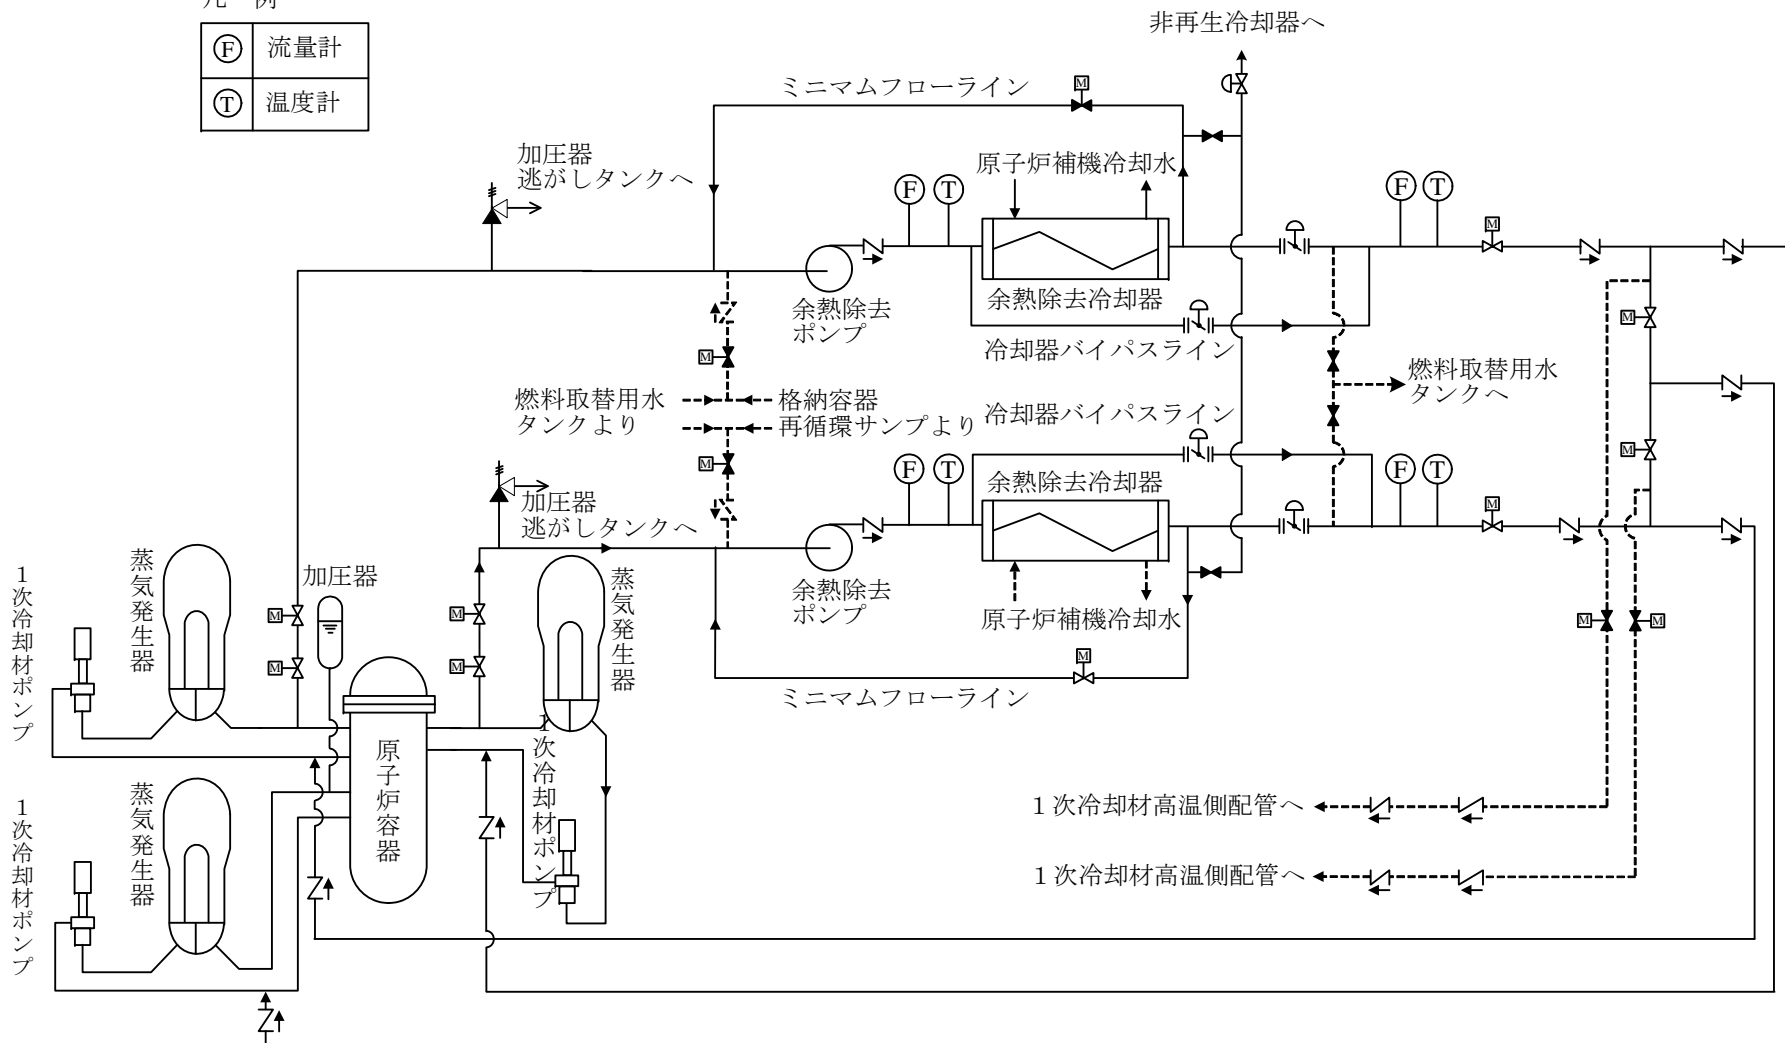 凡 例
F 流量計
T 温度計
非再生冷却器へ
ミニマムフローライン
M
加圧器
逃がしタンクへ
原子炉補機冷却水
F T
F T
M
余熱除去
ポンプ
余熱除去冷却器
M
冷却器バイパスライン
M
燃料取替用水
タンクより
格納容器
再循環サンプより
冷却器バイパスライン
燃料取替用水
タンクへ
M
M
F T
余熱除去冷却器
F T
M
加圧器
逃がしタンクへ
余熱除去
ポンプ
原子炉補機冷却水
M
M
M
ミニマムフローライン
1次冷却材ポンプ
蒸気発生器
M
M
加圧器
M
M
蒸気発生器
原子炉容器
1次冷却材ポンプ
1次冷却材ポンプ
蒸気発生器
1次冷却材高温側配管へ
1次冷却材高温側配管へ